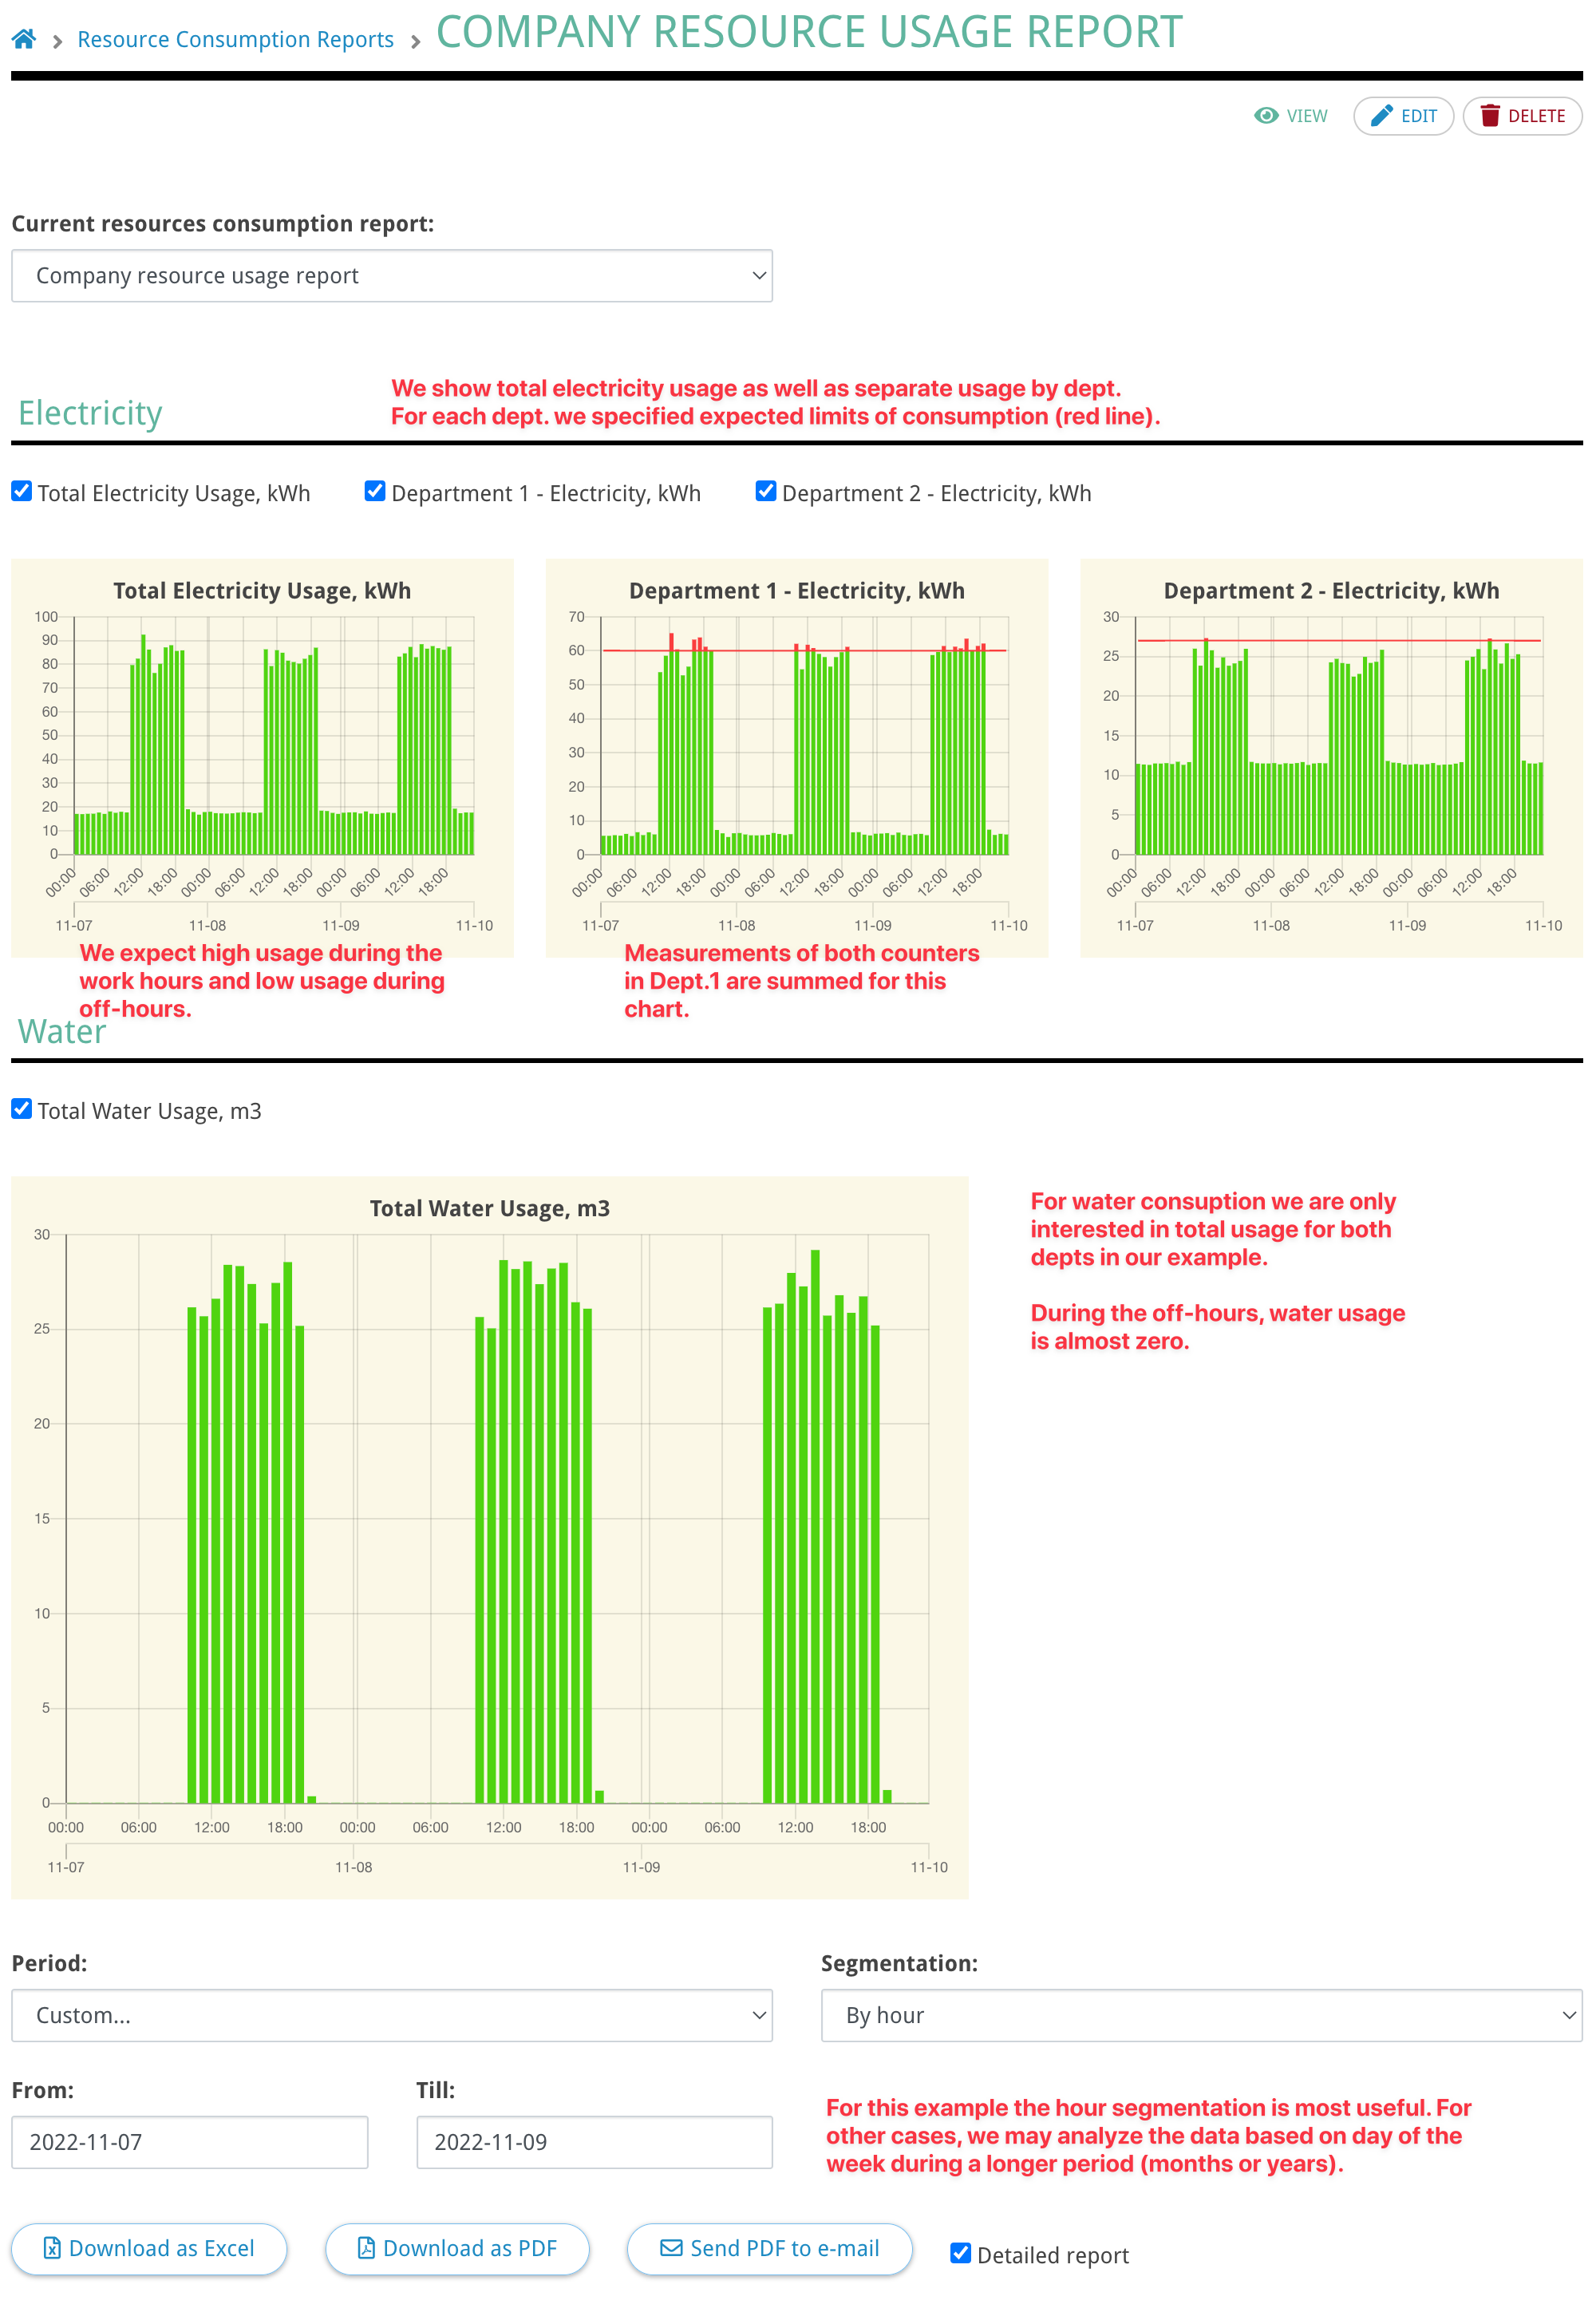 Resource Consumption Reports
COMPANY RESOURCE USAGE REPORT
VIEW
EDIT
DELETE
Current resources consumption report:
Company resource usage report
We show total electricity usage as well as separate usage by dept.
For each dept. we specified expected limits of consumption (red line).
Electricity
Total Electricity Usage, kWh
Department 1 - Electricity, kWh
Department 2 - Electricity, kWh
Total Electricity Usage, kWh
100
90
80
70
60
50
40
30
20
10
0
00:00 06:00 12:00 18:00 00:00 06:00 12:00 18:00 00:00 06:00 12:00 18:00
11-07 11-08 11-09 11-10
Department 1 - Electricity, kWh
70
60
50
40
30
20
10
0
00:00 06:00 12:00 18:00 00:00 06:00 12:00 18:00 00:00 06:00 12:00 18:00
11-07 11-08 11-09 11-10
Department 2 - Electricity, kWh
30
25
20
15
10
5
0
00:00 06:00 12:00 18:00 00:00 06:00 12:00 18:00 00:00 06:00 12:00 18:00
11-07 11-08 11-09 11-10
We expect high usage during the
work hours and low usage during
off-hours.
Measurements of both counters
in Dept.1 are summed for this
chart.
Water
Total Water Usage, m3
Total Water Usage, m3
30
25
20
15
10
5
0
00:00 06:00 12:00 18:00 00:00 06:00 12:00 18:00 00:00 06:00 12:00 18:00
11-07 11-08 11-09 11-10
For water consuption we are only
interested in total usage for both
depts in our example.
During the off-hours, water usage
is almost zero.
Period:
Custom...
Segmentation:
By hour
From:
2022-11-07
Till:
2022-11-09
For this example the hour segmentation is most useful. For
other cases, we may analyze the data based on day of the
week during a longer period (months or years).
Download as Excel
Download as PDF
Send PDF to e-mail
Detailed report